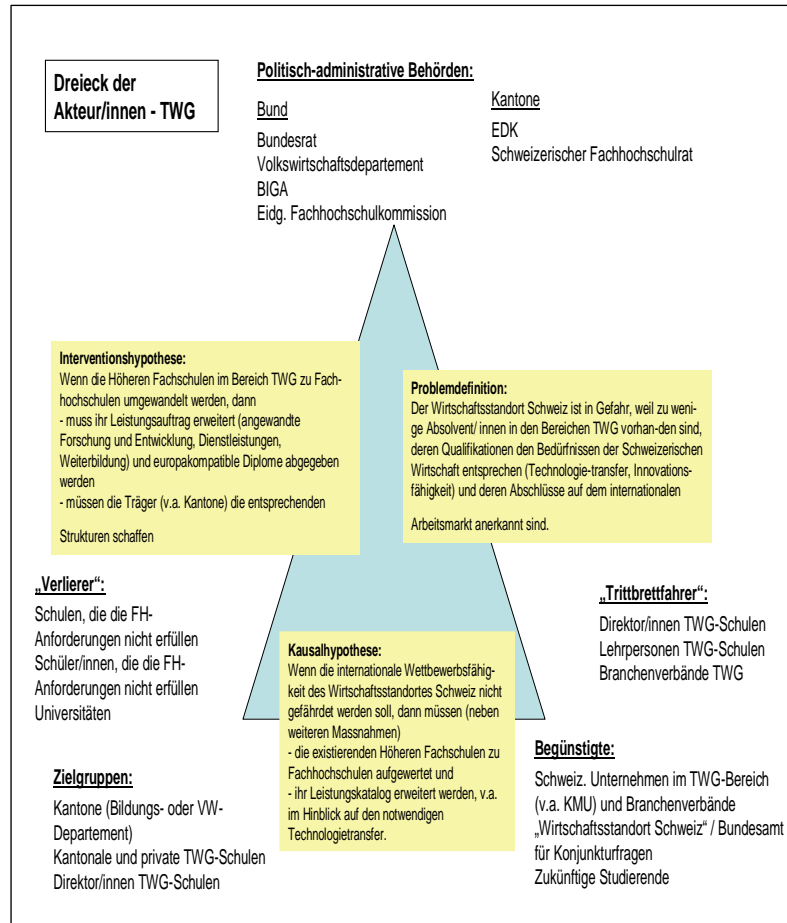 Dreieck der
Akteur/innen - TWG
Politisch-administrative Behörden:
Bund
Bundesrat
Volkswirtschaftsdepartement
BIGA
Eidg. Fachhochschulkommission
Kantone
EDK
Schweizerischer Fachhochschulrat
Interventionshypothese:
Wenn die Höheren Fachschulen im Bereich TWG zu Fach-
hochschulen umgewandelt werden, dann
- muss ihr Leistungsauftrag erweitert (angewandte
Forschung und Entwicklung, Dienstleistungen,
Weiterbildung) und europakompatible Diplome abgegeben
werden
- müssen die Träger (v.a. Kantone) die entsprechenden
Strukturen schaffen
Problemdefinition:
Der Wirtschaftsstandort Schweiz ist in Gefahr, weil zu weni-
ge Absolvent/ innen in den Bereichen TWG vorhan-den sind,
deren Qualifikationen den Bedürfnissen der Schweizerischen
Wirtschaft entsprechen (Technologie-transfer, Innovations-
fähigkeit) und deren Abschlüsse auf dem internationalen
Arbeitsmarkt anerkannt sind.
„Verlierer“:
Schulen, die die FH-
Anforderungen nicht erfüllen
Schüler/innen, die die FH-
Anforderungen nicht erfüllen
Universitäten
„Trittbrettfahrer“:
Direktor/innen TWG-Schulen
Lehrpersonen TWG-Schulen
Branchenverbände TWG
Kausalhypothese:
Wenn die internationale Wettbewerbsfähig-
keit des Wirtschaftsstandortes Schweiz nicht
gefährdet werden soll, dann müssen (neben
weiteren Massnahmen)
- die existierenden Höheren Fachschulen zu
Fachhochschulen aufgewertet und
- ihr Leistungskatalog erweitert werden, v.a.
im Hinblick auf den notwendigen
Technologietransfer.
Zielgruppen:
Kantone (Bildungs- oder VW-
Departement)
Kantonale und private TWG-Schulen
Direktor/innen TWG-Schulen
Begünstigte:
Schweiz. Unternehmen im TWG-Bereich
(v.a. KMU) und Branchenverbände
„Wirtschaftsstandort Schweiz“ / Bundesamt
für Konjunkturfragen
Zukünftige Studierende